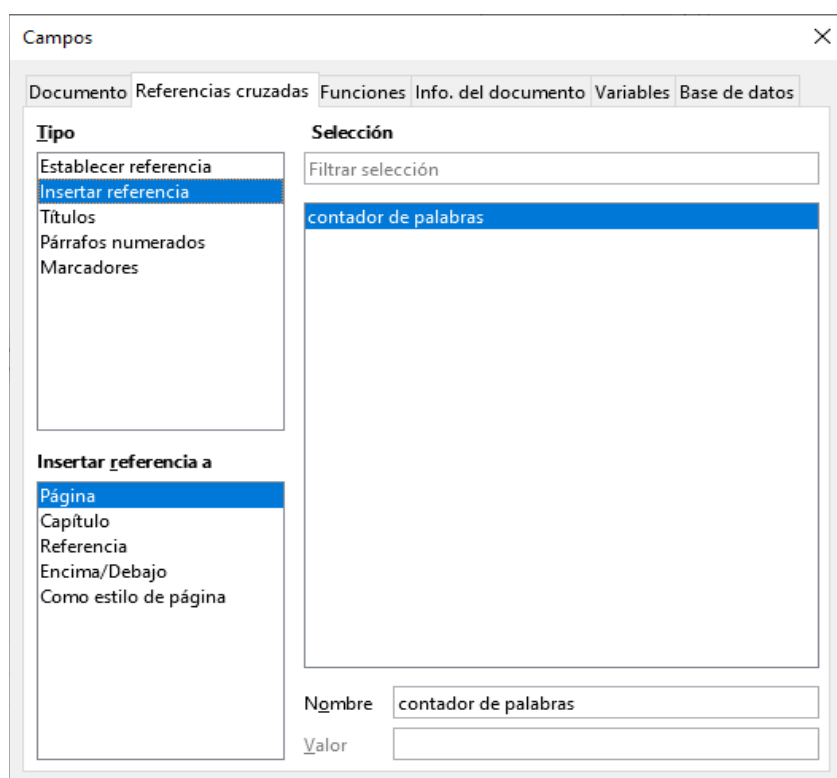 Campos
Documento Referencias cruzadas Funciones Info. del documento Variables Base de datos
Tipo
Establecer referencia
Insertar referencia
Títulos
Párrafos numerados
Marcadores
Selección
Filtrar selección
contador de palabras
Insertar referencia a
Página
Capítulo
Referencia
Encima/Debajo
Como estilo de página
Nombre contador de palabras
Valor